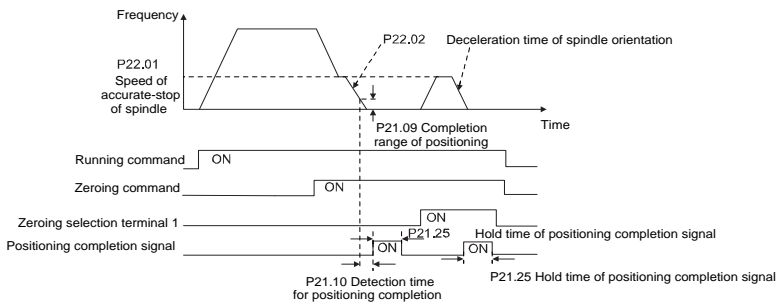 Frequency
P22.02
Deceleration time of spindle orientation
P22.01
Speed of
accurate-stop
of spindle
Time
P21.09 Completion
range of positioning
Running command
ON
Zeroing command
ON
Zeroing selection terminal 1
ON
P21.25
Hold time of positioning completion signal
Positioning completion signal
ON
ON
P21.10 Detection time
for positioning completion
P21.25 Hold time of positioning completion signal